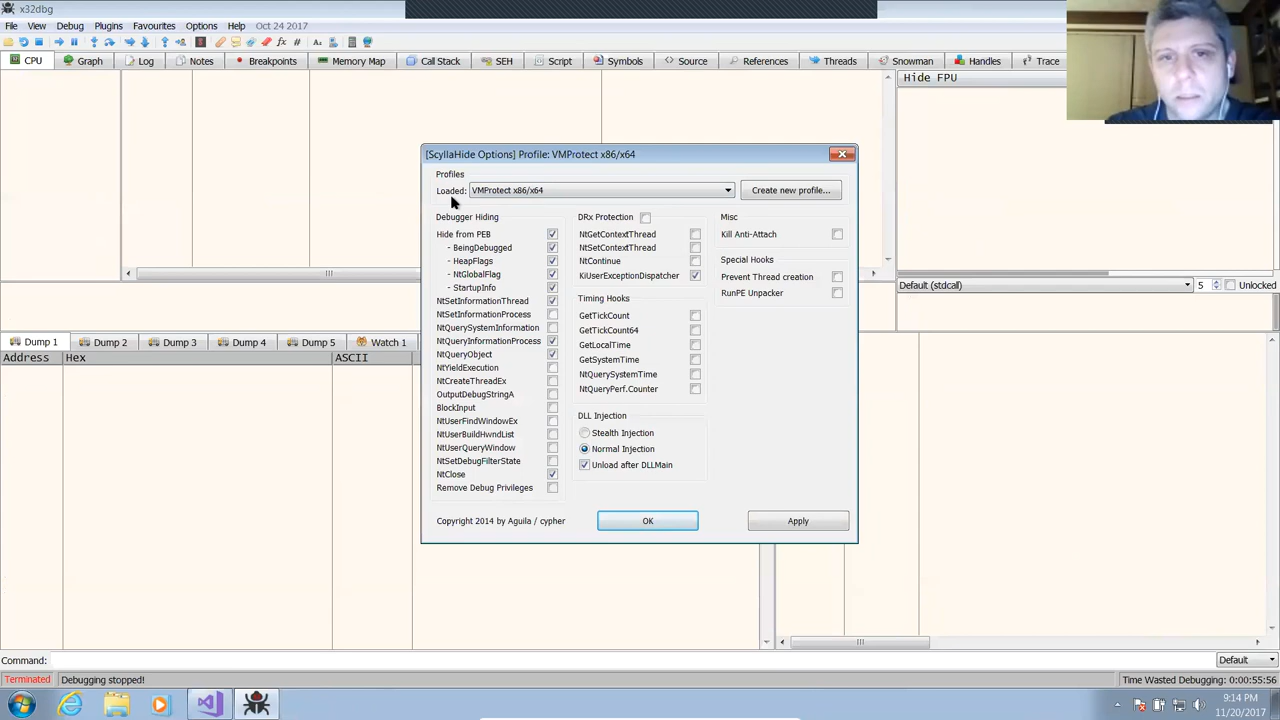 x32dbg
File View Debug Plugins Favourites Options Help Oct 24 2017
CPU Graph Log Notes Breakpoints Memory Map Call Stack SEH Script Symbols Source References Threads Snowman Handles Trace
Hide FPU
[ScyllaHide Options] Profile: VMProtect x86/x64
Profiles
Loaded: VMProtect x86/x64 Create new profile...
Debugger Hiding
Hide from PEB
- BeingDebugged
- HeapFlags
- NtGlobalFlag
- StartupInfo
NtSetInformationThread
NtSetInformationProcess
NtQuerySystemInformation
NtQueryInformationProcess
NtQueryObject
NtYieldExecution
NtCreateThreadEx
OutputDebugStringA
BlockInput
NtUserFindWindowEx
NtUserBuildHwndList
NtUserQueryWindow
NtSetDebugFilterState
NtClose
Remove Debug Privileges
DRx Protection
NtGetContextThread
NtSetContextThread
NtContinue
KiUserExceptionDispatcher
Timing Hooks
GetTickCount
GetTickCount64
GetLocalTime
GetSystemTime
NtQuerySystemTime
NtQueryPerf.Counter
DLL Injection
Stealth Injection
Normal Injection
Unload after DLLMain
Misc
Kill Anti-Attach
Special Hooks
Prevent Thread creation
RunPE Unpacker
Copyright 2014 by Aguila / cypher OK Apply
Default (stdcall) 5 Unlocked
Dump 1 Dump 2 Dump 3 Dump 4 Dump 5 Watch 1
Address Hex ASCII
Command: Default
Terminated Debugging stopped! Time Wasted Debugging: 0:00:55:56
9:14 PM
11/20/2017